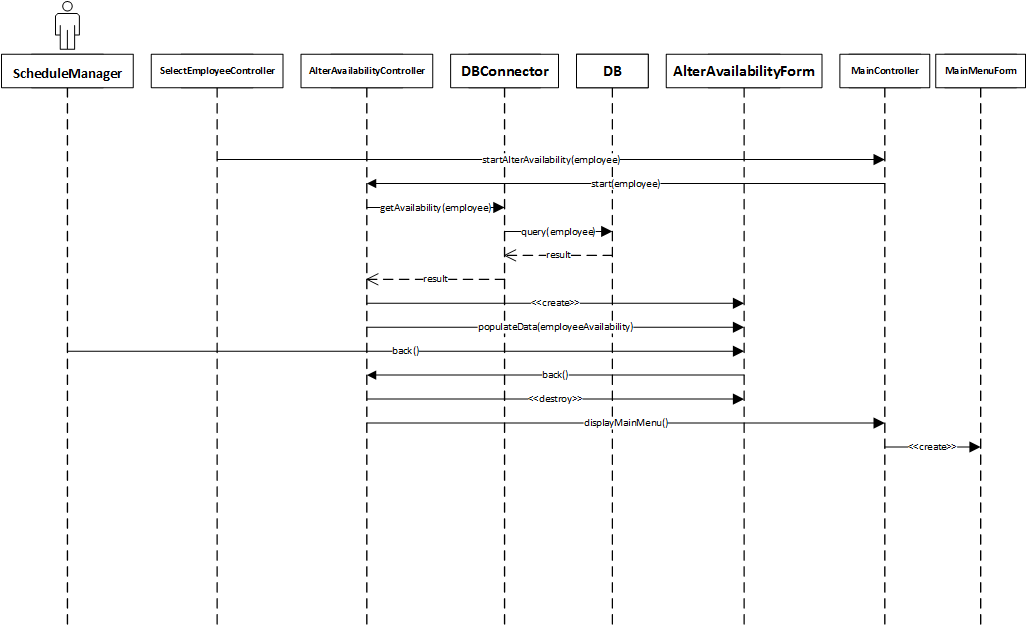 ScheduleManager
SelectEmployeeController
AlterAvailabilityController
DBConnector
DB
AlterAvailabilityForm
MainController
MainMenuForm
startAlterAvailability(employee)
start(employee)
getAvailability(employee)
query(employee)
result
result
<<create>>
populateData(employeeAvailability)
back()
back()
<<destroy>>
displayMainMenu()
<<create>>